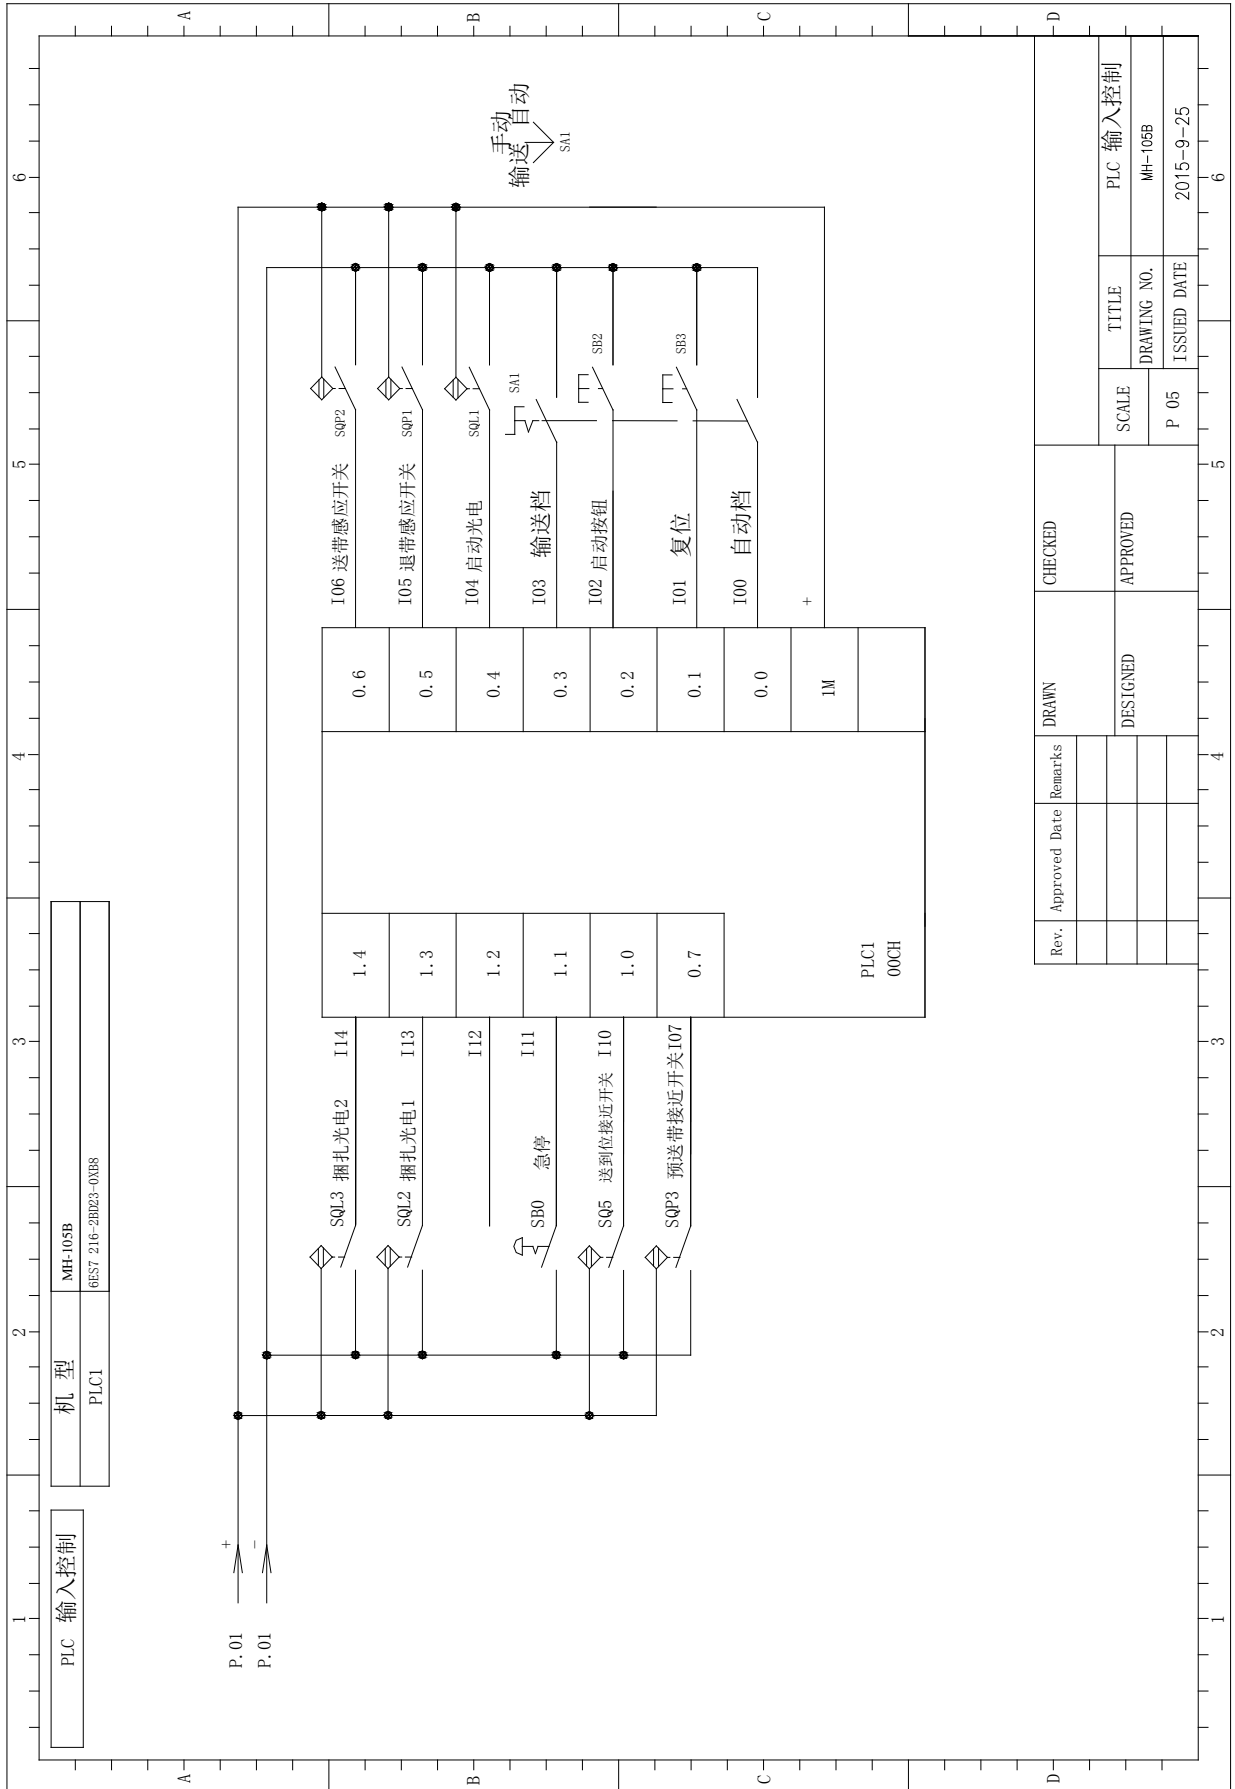 1
2
3
4
5
6
A
A
B
B
C
C
D
D
PLC 输入控制
机 型
MH-105B
PLC1
6ES7 216-2BD23-0XB8
P.01
+
P.01
-
SQL3 捆扎光电2
I14
1.4
SQL2 捆扎光电1
I13
1.3
I12
1.2
SB0
急停
I11
1.1
SQ5
送到位接近开关
I10
1.0
SQP3
预送带接近开关I07
0.7
PLC1
00CH
0.6
I06 送带感应开关
SQP2
0.5
I05 退带感应开关
SQP1
0.4
I04 启动光电
SQL1
0.3
I03 输送档
SA1
0.2
I02 启动按钮
SB2
0.1
I01 复位
SB3
0.0
I00 自动档
1M
+
手动
输送
自动
SA1
Rev.
Approved
Date
Remarks
DRAWN
CHECKED
DESIGNED
APPROVED
SCALE
P 05
TITLE
PLC 输入控制
DRAWING NO.
MH-105B
ISSUED DATE
2015-9-25
1
2
3
4
5
6